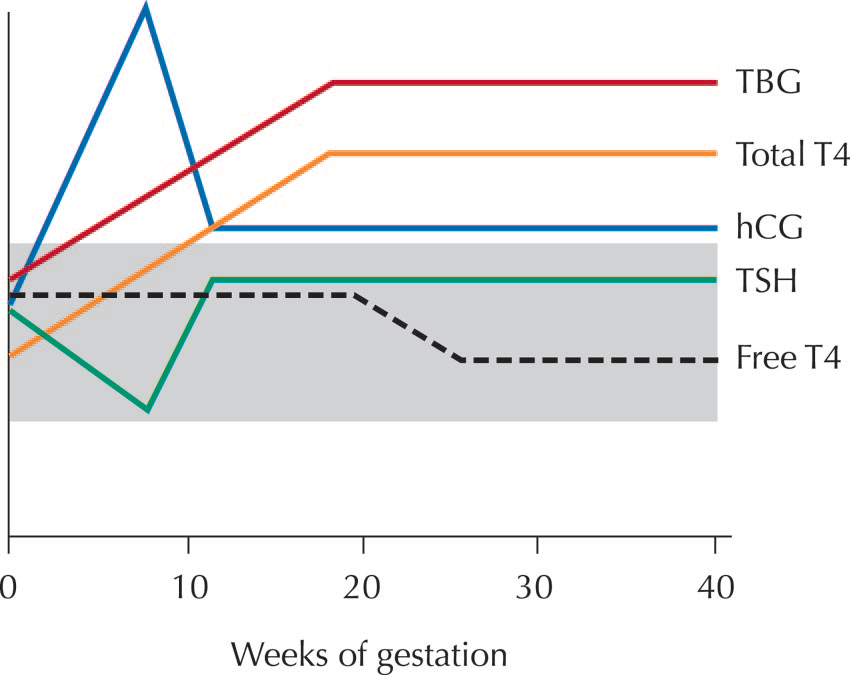 TBG
Total T4
hCG
TSH
Free T4
0 10 20 30 40
Weeks of gestation